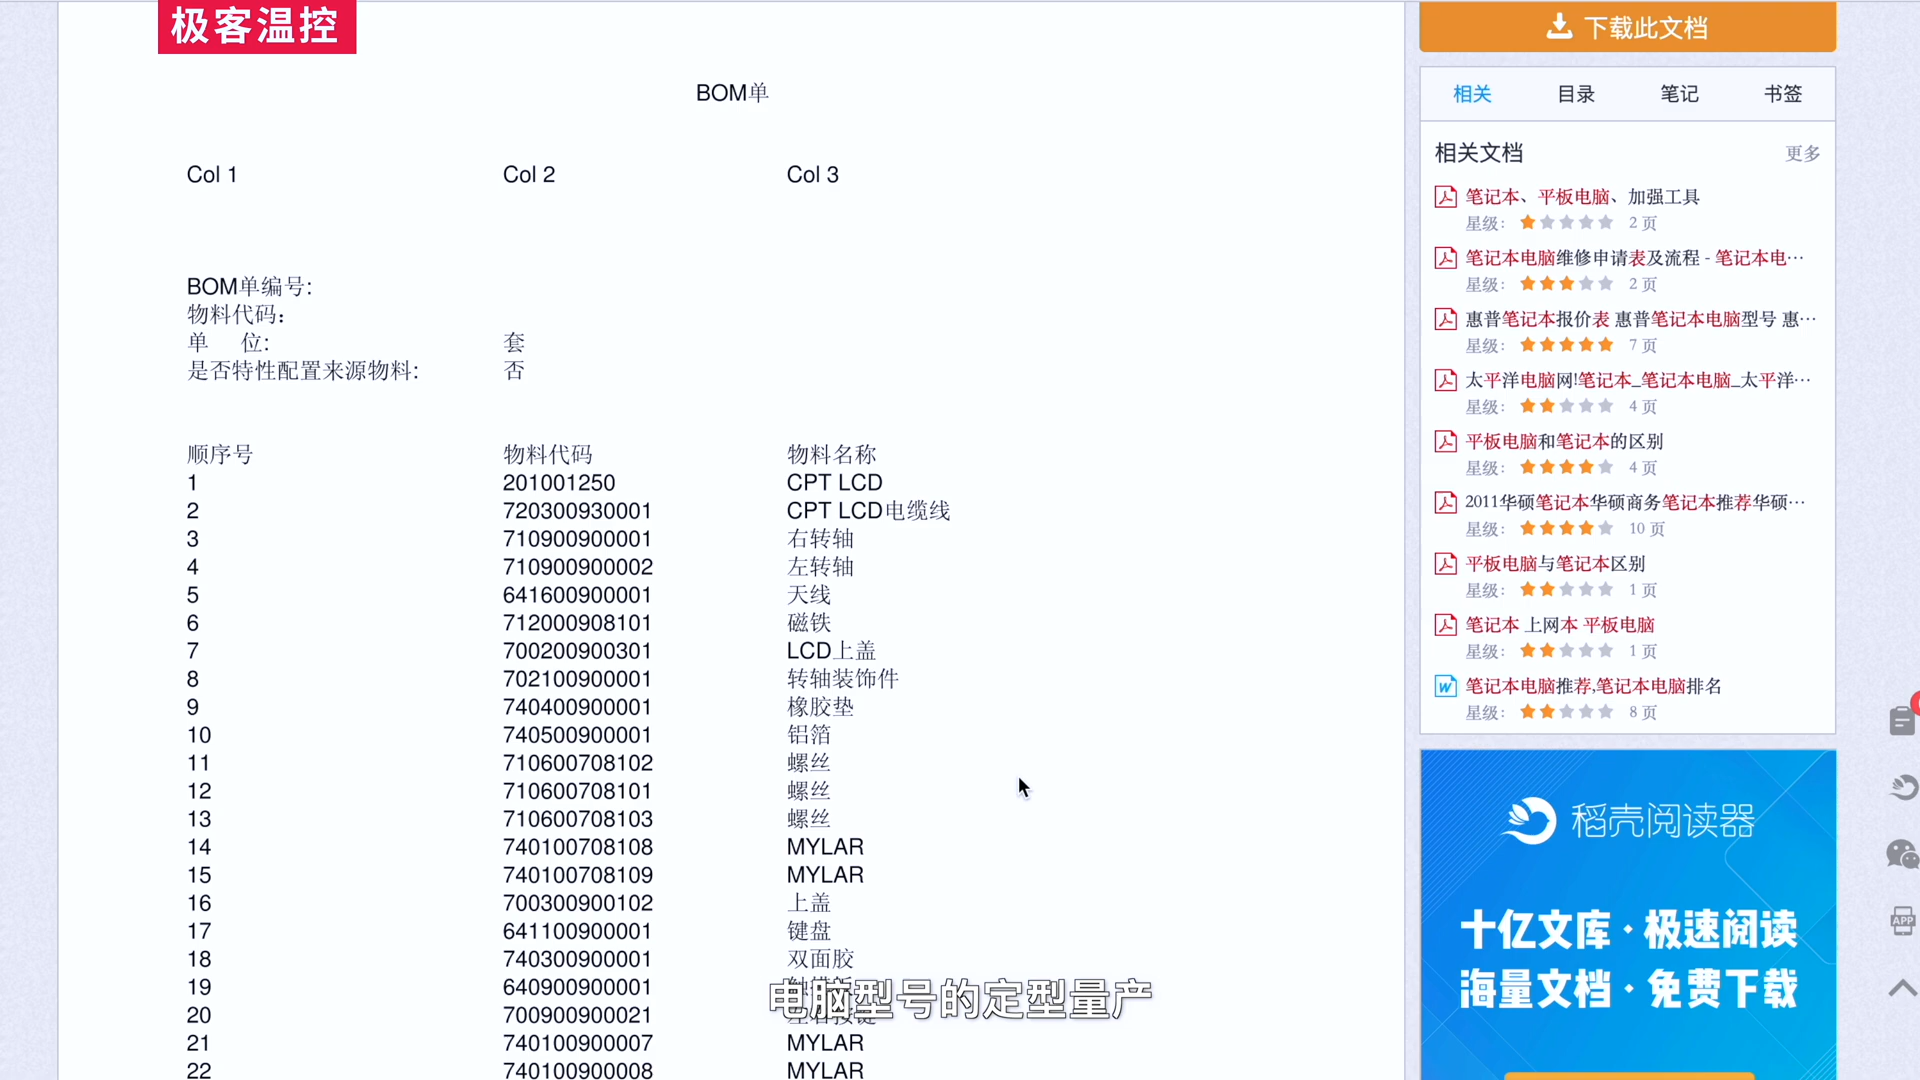 极客温控
BOM单
Col 1 Col 2 Col 3
BOM单编号:
物料代码:
单 位: 套
是否特性配置来源物料: 否
顺序号 物料代码 物料名称
1 201001250 CPT LCD
2 720300930001 CPT LCD电缆线
3 710900900001 右转轴
4 710900900002 左转轴
5 641600900001 天线
6 712000908101 磁铁
7 700200900301 LCD上盖
8 702100900001 转轴装饰件
9 740400900001 橡胶垫
10 740500900001 铝箔
11 710600708102 螺丝
12 710600708101 螺丝
13 710600708103 螺丝
14 740100708108 MYLAR
15 740100708109 MYLAR
16 700300900102 上盖
17 641100900001 键盘
18 740300900001 双面胶
19 640900900001
20 700900900021
21 740100900007 MYLAR
22 740100900008 MYLAR
电脑型号的定型量产
下载此文档
相关 目录 笔记 书签
相关文档 更多
笔记本、平板电脑、加强工具
星级: 2 页
笔记本电脑维修申请表及流程 - 笔记本电…
星级: 2 页
惠普笔记本报价表 惠普笔记本电脑型号 惠…
星级: 7 页
太平洋电脑网!笔记本_笔记本电脑_太平洋…
星级: 4 页
平板电脑和笔记本的区别
星级: 4 页
2011华硕笔记本华硕商务笔记本推荐华硕…
星级: 10 页
平板电脑与笔记本区别
星级: 1 页
笔记本 上网本 平板电脑
星级: 1 页
W 笔记本电脑推荐,笔记本电脑排名
星级: 8 页
稻壳阅读器
十亿文库·极速阅读
海量文档·免费下载
APP